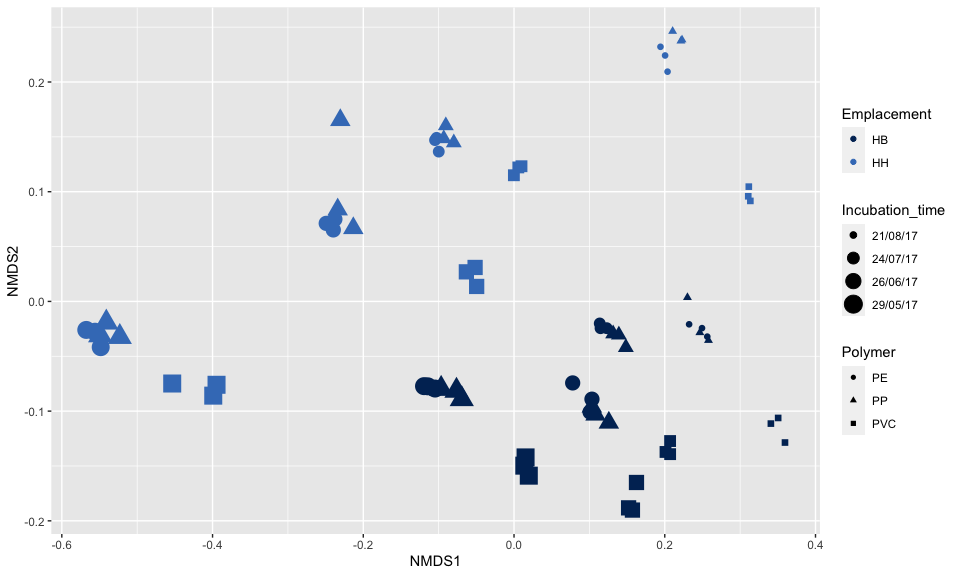 0.2
0.1
0.0
-0.1
-0.2
NMDS2
-0.6
-0.4
-0.2
0.0
0.2
0.4
NMDS1
Emplacement
HB
HH
Incubation_time
21/08/17
24/07/17
26/06/17
29/05/17
Polymer
PE
PP
PVC